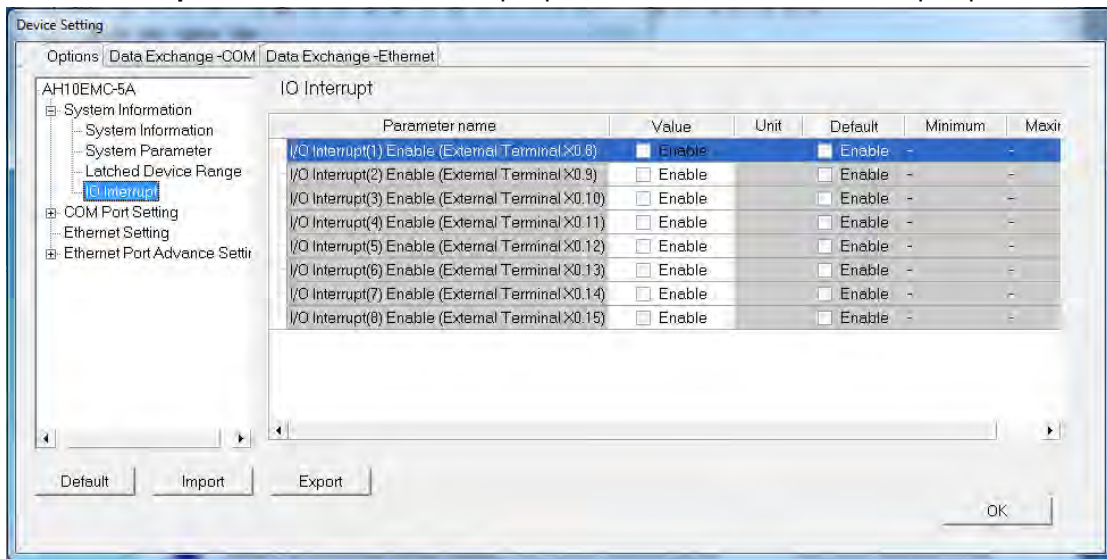 Device Setting
Options Data Exchange -COM Data Exchange -Ethernet
AH10EMC-5A
System Information
System Information
System Parameter
Latched Device Range
IO Interrupt
COM Port Setting
Ethernet Setting
Ethernet Port Advance Settir
IO Interrupt
Parameter name Value Unit Default Minimum Maxir
I/O Interrupt(1) Enable (External Terminal X0.8) Enable Enable - -
I/O Interrupt(2) Enable (External Terminal X0.9) Enable Enable - -
I/O Interrupt(3) Enable (External Terminal X0.10) Enable Enable - -
I/O Interrupt(4) Enable (External Terminal X0.11) Enable Enable - -
I/O Interrupt(5) Enable (External Terminal X0.12) Enable Enable - -
I/O Interrupt(6) Enable (External Terminal X0.13) Enable Enable - -
I/O Interrupt(7) Enable (External Terminal X0.14) Enable Enable - -
I/O Interrupt(8) Enable (External Terminal X0.15) Enable Enable - -
Default Import Export
OK